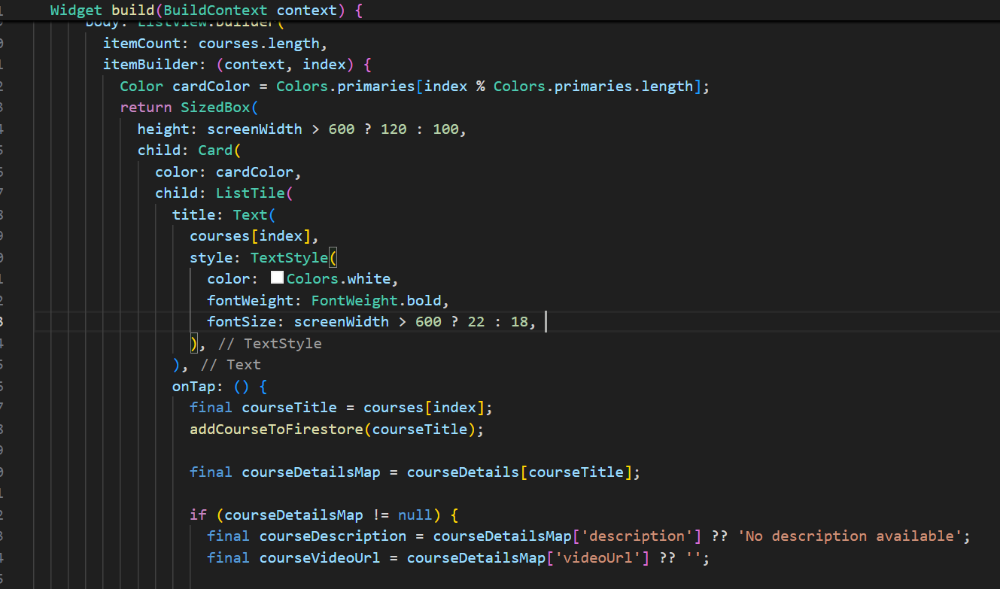 Widget build(BuildContext context) {
body: ListView.builder(
itemCount: courses.length,
itemBuilder: (context, index) {
Color cardColor = Colors.primaries[index % Colors.primaries.length];
return SizedBox(
height: screenWidth > 600 ? 120 : 100,
child: Card(
color: cardColor,
child: ListTile(
title: Text(
courses[index],
style: TextStyle(
color: Colors.white,
fontWeight: FontWeight.bold,
fontSize: screenWidth > 600 ? 22 : 18,
), // TextStyle
), // Text
onTap: () {
final courseTitle = courses[index];
addCourseToFirestore(courseTitle);
final courseDetailsMap = courseDetails[courseTitle];
if (courseDetailsMap != null) {
final courseDescription = courseDetailsMap['description'] ?? 'No description available';
final courseVideoUrl = courseDetailsMap['videoUrl'] ?? '';